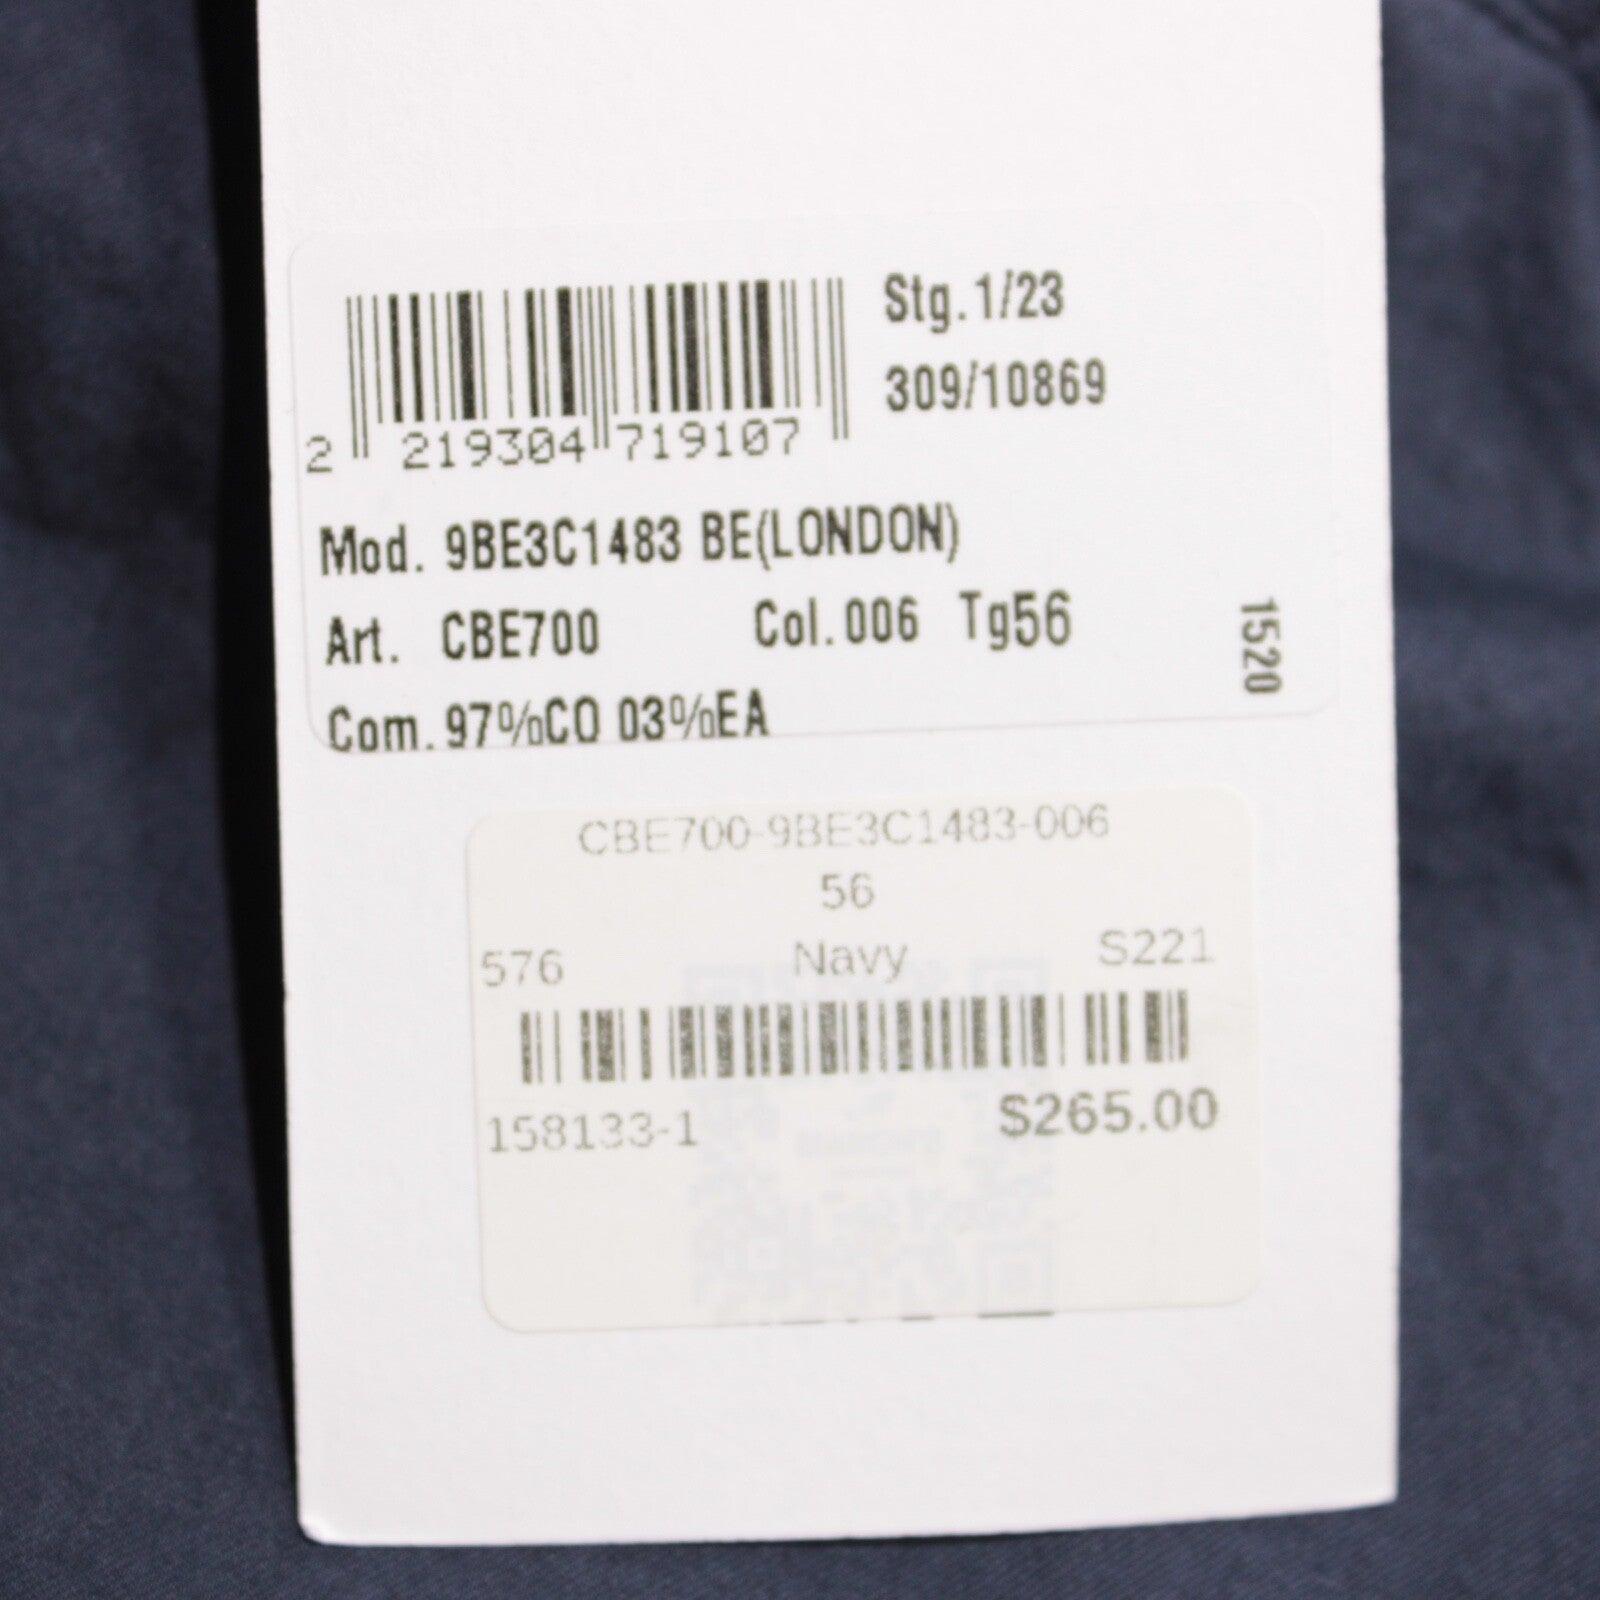 Stg.1/23
309/10869
2 219304 719107
Mod. 9BE3C1483 BE(LONDON)
Art. CBE700 Col.006 Tg56
1520
Com.97%CO 03%EA
CBE700-9BE3C1483-006
56
576 Navy S221
158133-1 $265.00